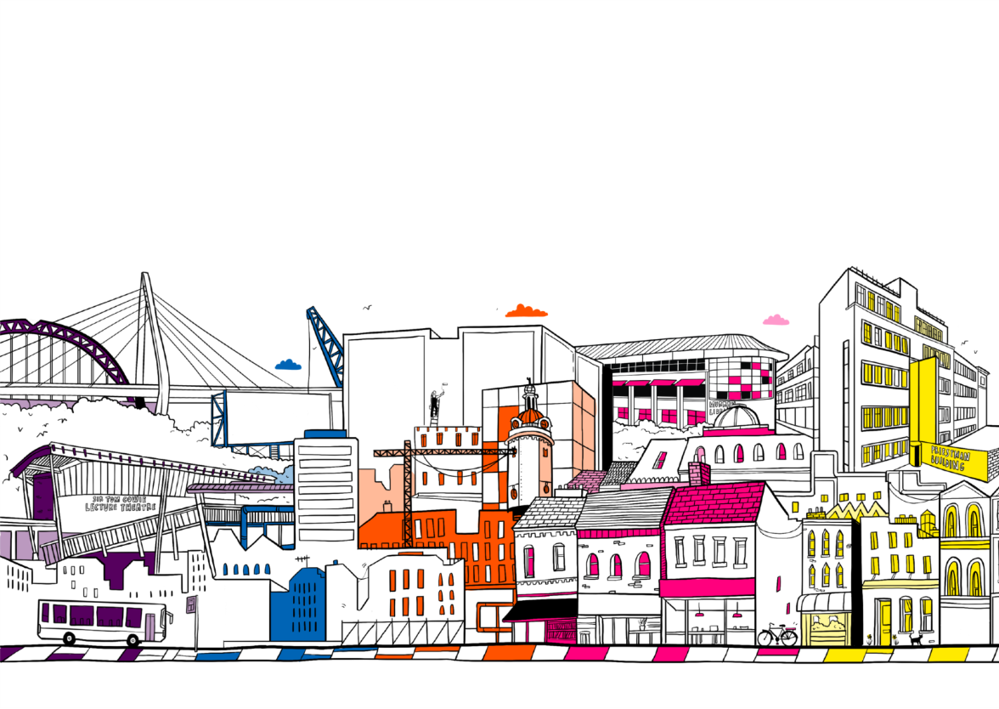 SIR TOM COWIE
LECTURE THEATRE
PRIESTMAN
BUILDING